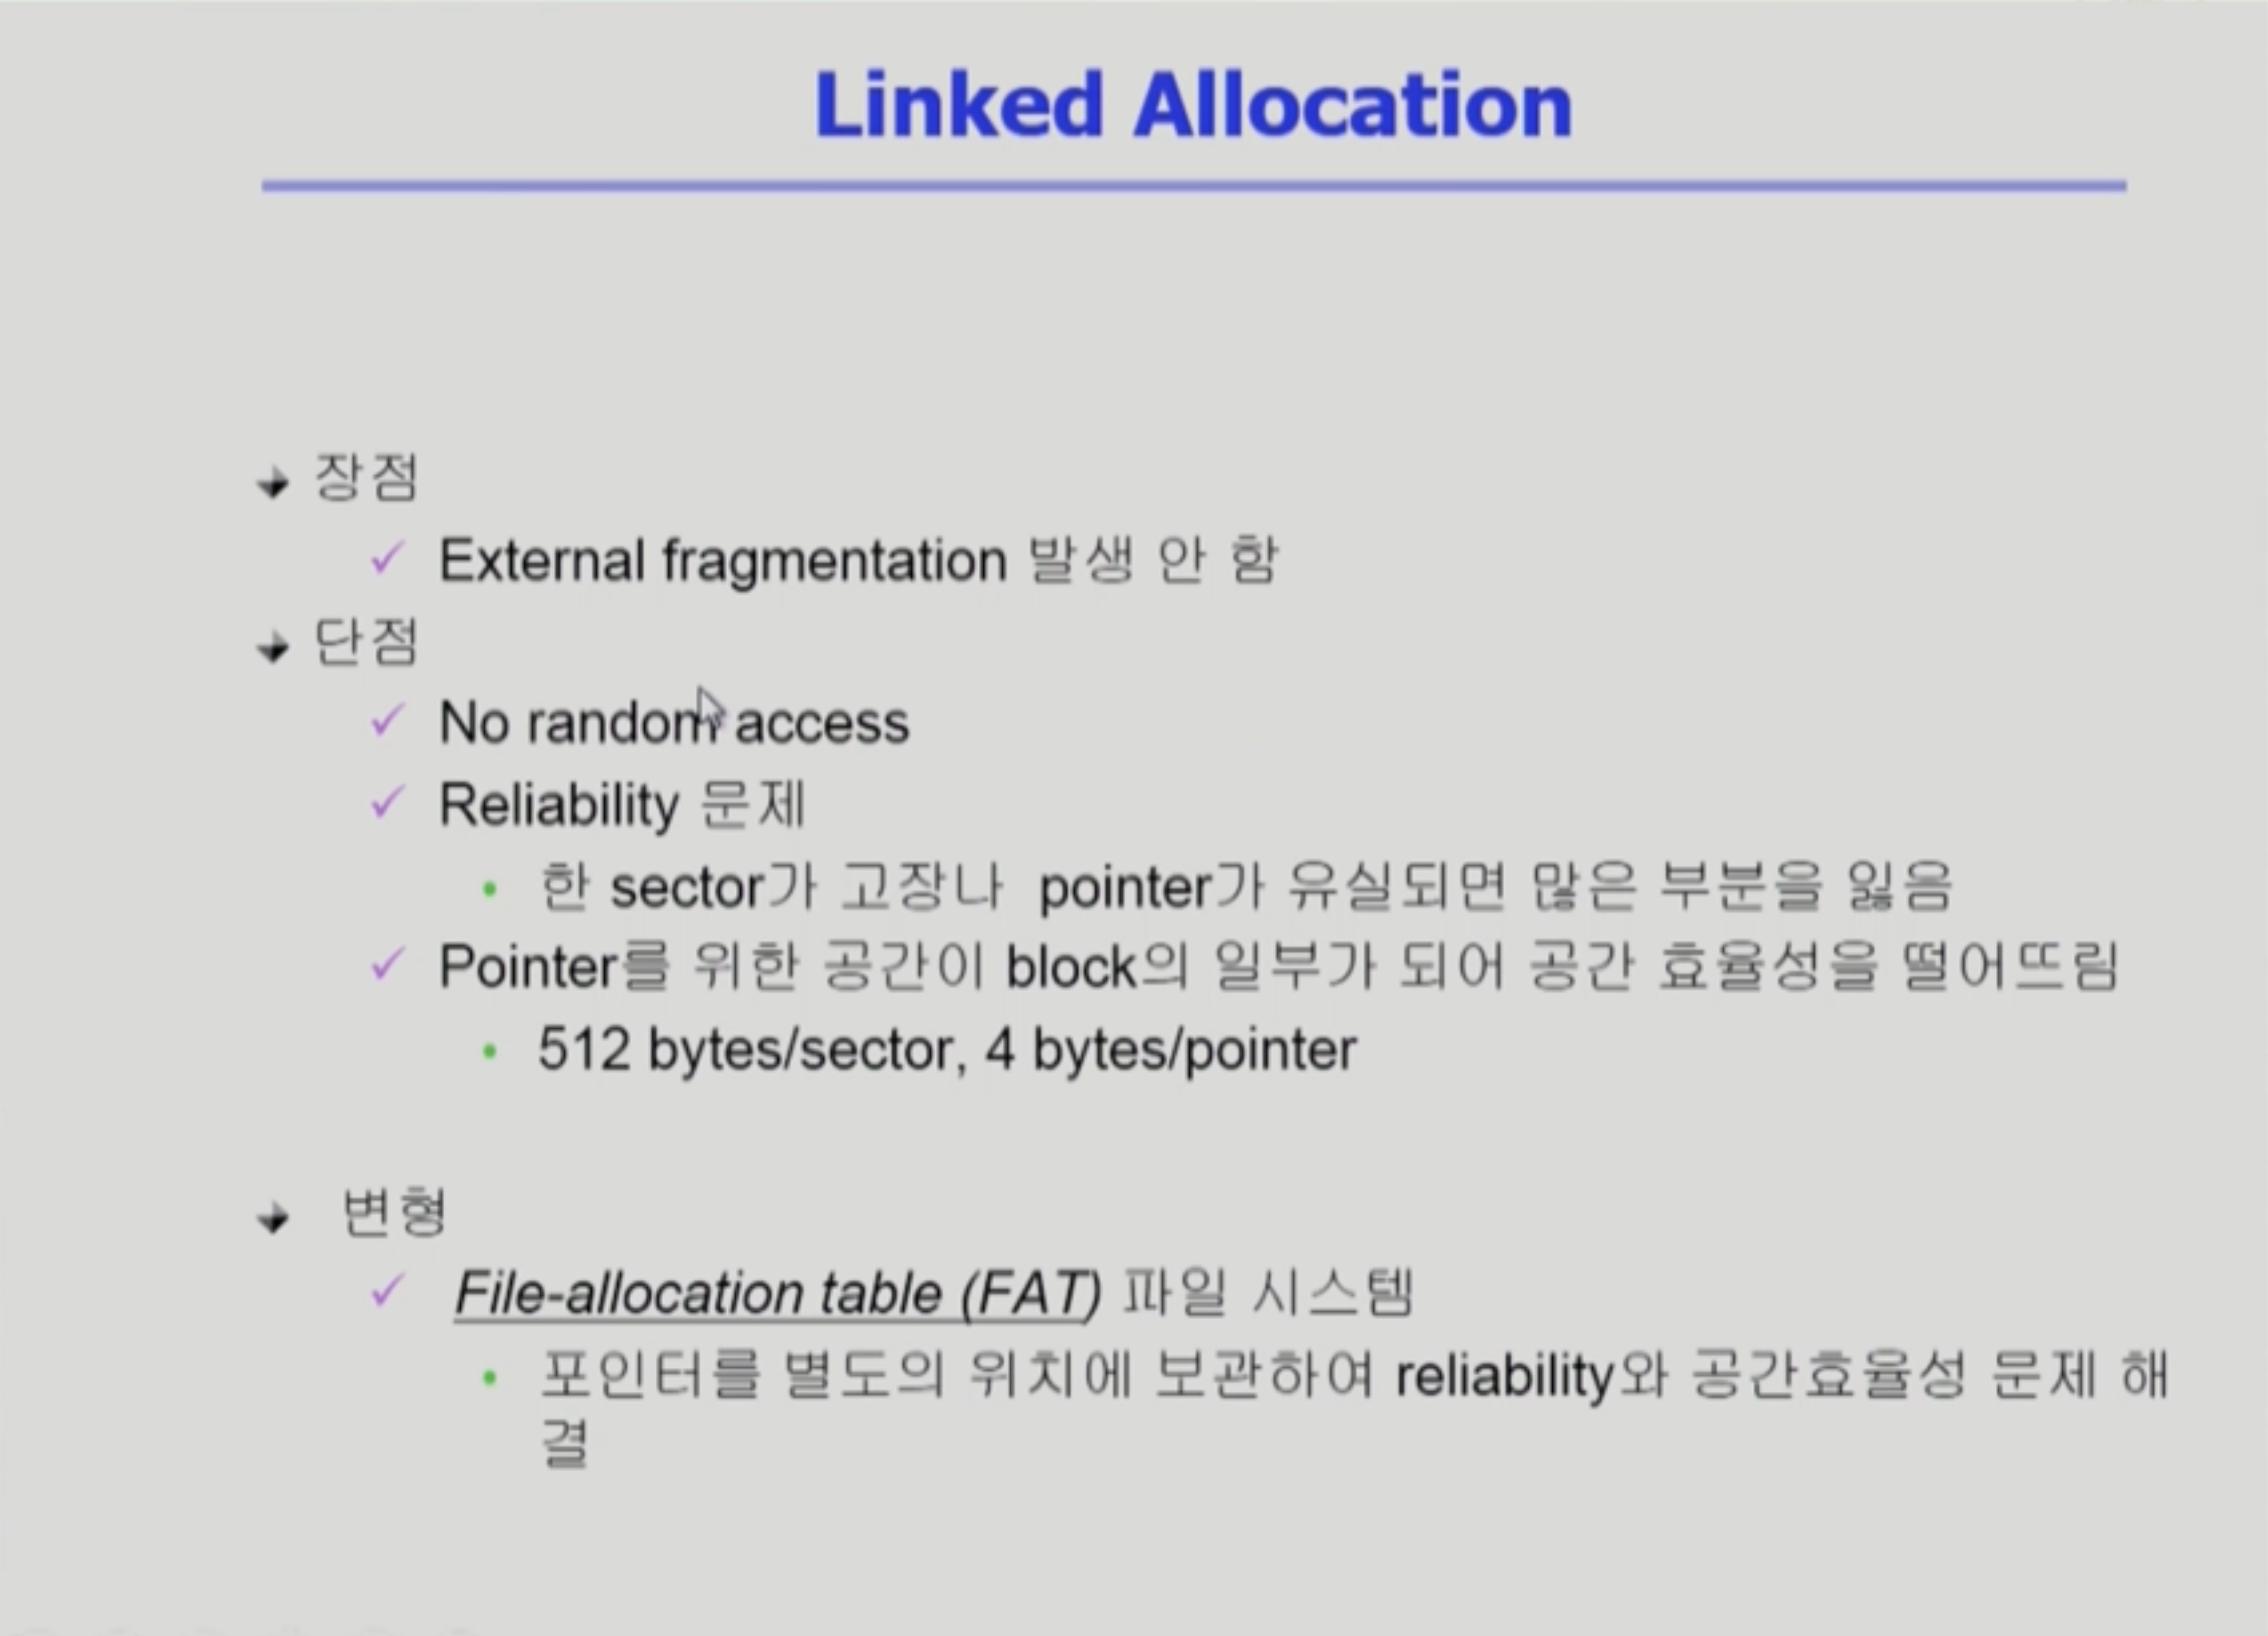 Linked Allocation
장점
External fragmentation 발생 안 함
단점
No random access
Reliability 문제
한 sector가 고장나 pointer가 유실되면 많은 부분을 잃음
Pointer를 위한 공간이 block의 일부가 되어 공간 효율성을 떨어뜨림
512 bytes/sector, 4 bytes/pointer
변형
File-allocation table (FAT) 파일 시스템
포인터를 별도의 위치에 보관하여 reliability와 공간효율성 문제 해
결